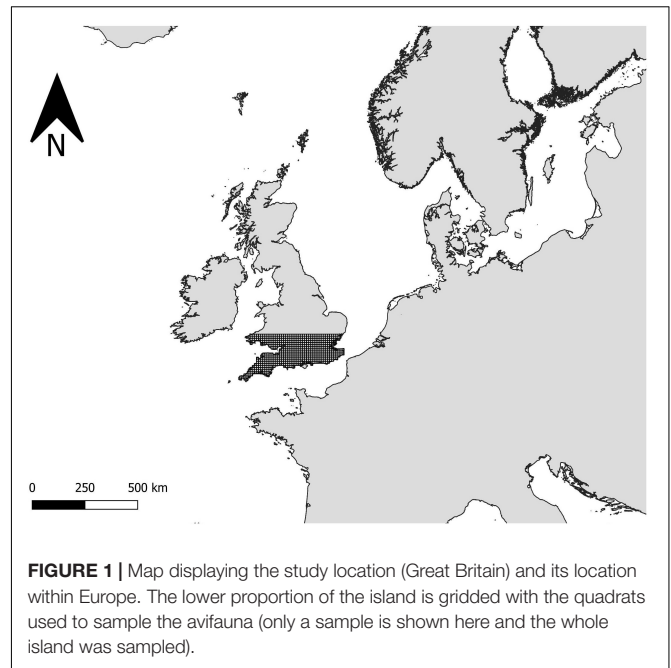 N
0 250 500 km
FIGURE 1 | Map displaying the study location (Great Britain) and its location
within Europe. The lower proportion of the island is gridded with the quadrats
used to sample the avifauna (only a sample is shown here and the whole
island was sampled).